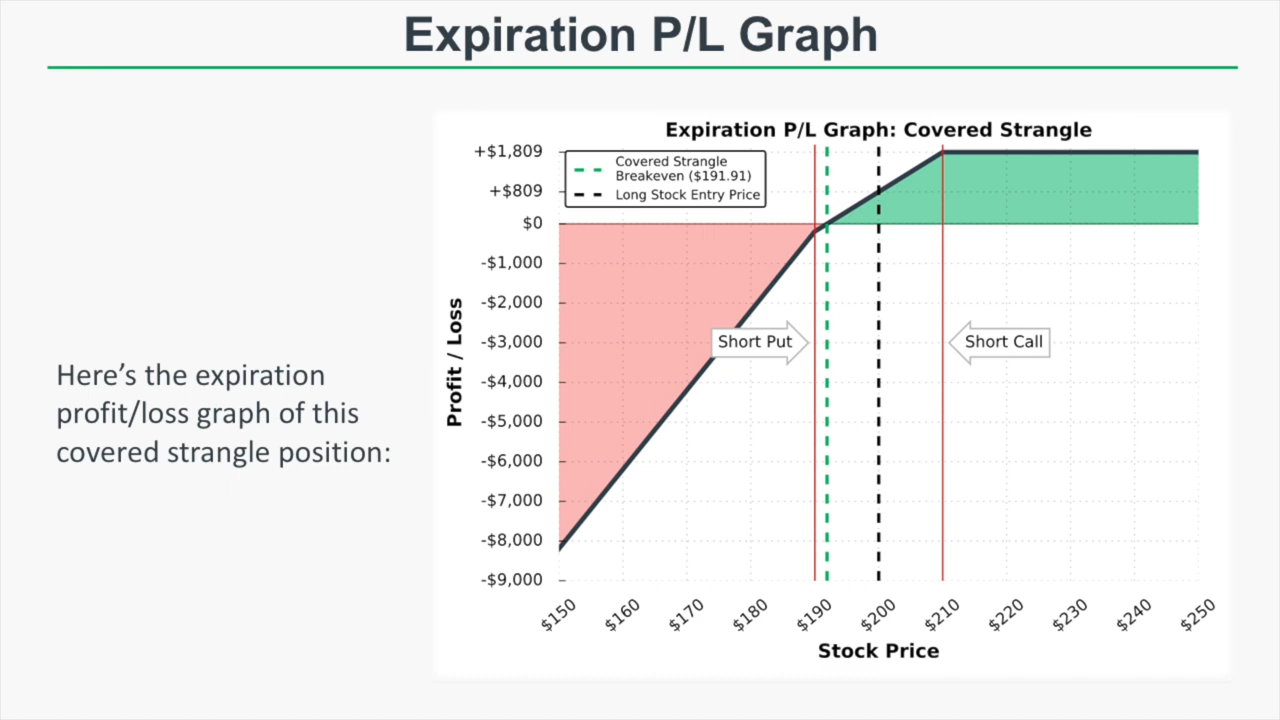 Expiration P/L Graph
Here’s the expiration
profit/loss graph of this
covered strangle position:
Expiration P/L Graph: Covered Strangle
Covered Strangle
Breakeven ($191.91)
Long Stock Entry Price
+$1,809
+$809
$0
-$1,000
-$2,000
-$3,000
-$4,000
-$5,000
-$6,000
-$7,000
-$8,000
-$9,000
Profit / Loss
Short Put
Short Call
$150
$160
$170
$180
$190
$200
$210
$220
$230
$240
$250
Stock Price